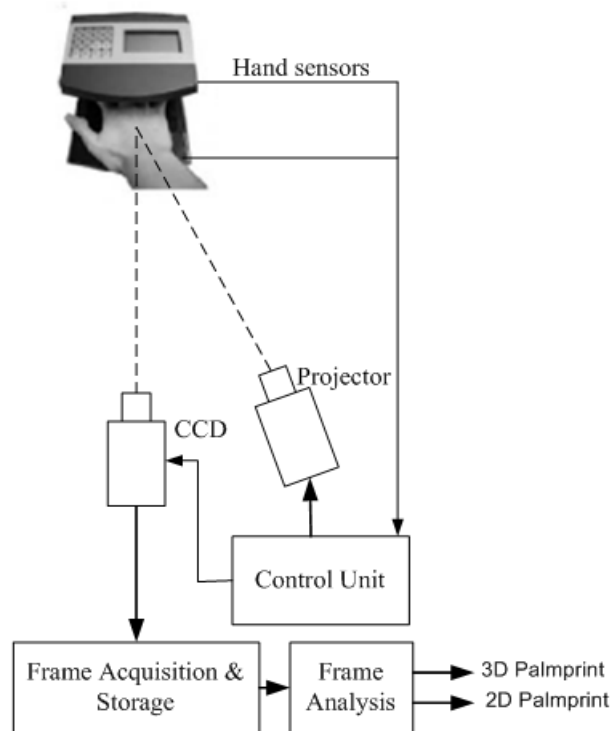 Hand sensors
Projector
CCD
Control Unit
Frame Acquisition &
Storage
Frame
Analysis
3D Palmprint
2D Palmprint